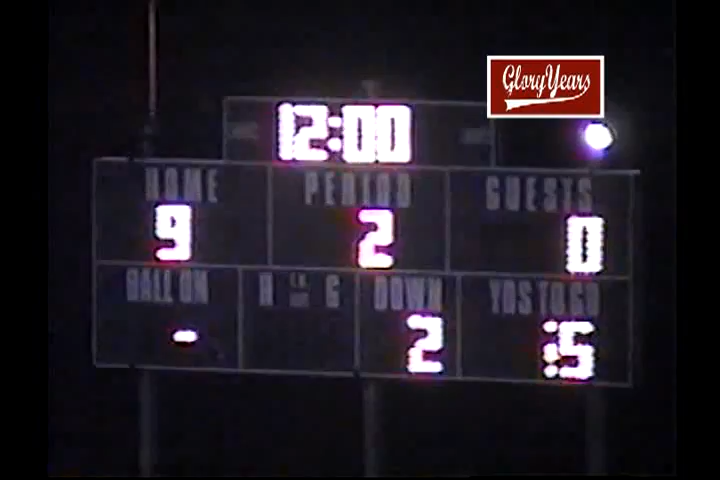 GloryYears
12:00
HOME PERIOD GUESTS
9 2 0
BALL ON H G DOWN YDS TO GO
- 2 :5